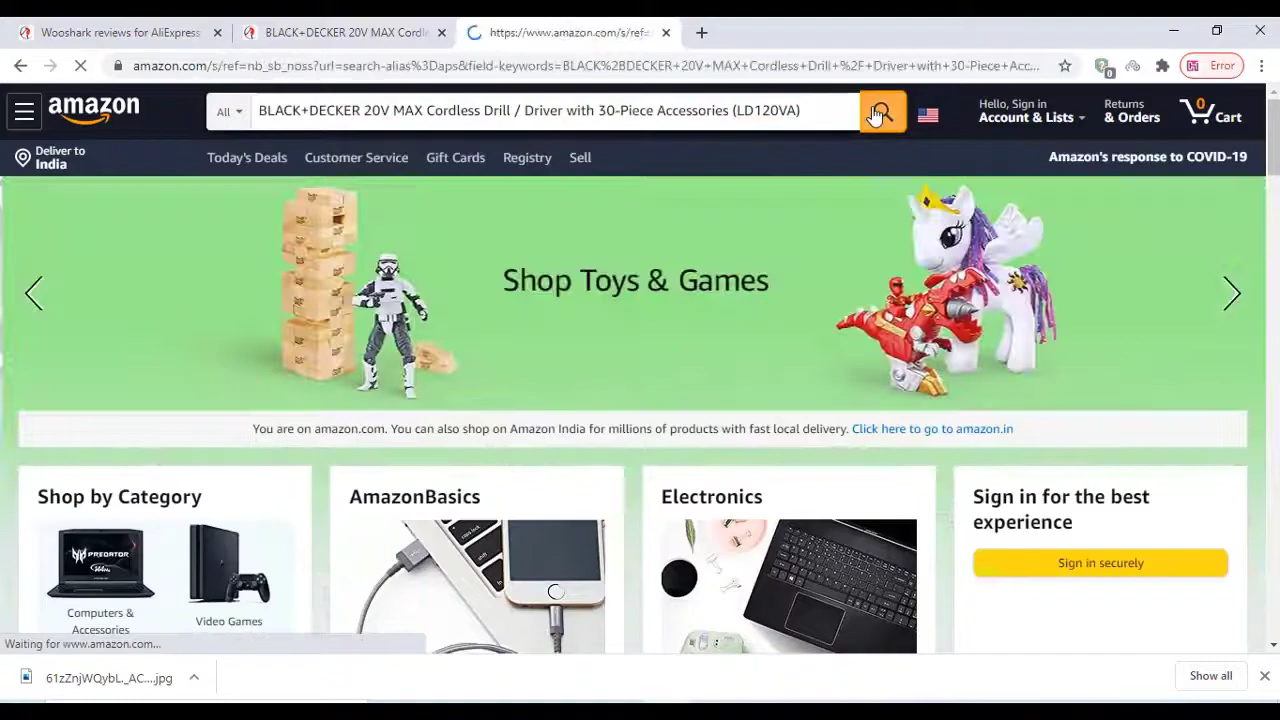 Wooshark reviews for AliExpress
BLACK+DECKER 20V MAX Cordle
https://www.amazon.com/s/ref=
amazon.com/s/ref=nb_sb_noss?url=search-alias%3Daps&field-keywords=BLACK%2BDECKER+20V+MAX+Cordless+Drill+%2F+Driver+with+30-Piece+Acc...
0
Error
amazon
All
BLACK+DECKER 20V MAX Cordless Drill / Driver with 30-Piece Accessories (LD120VA)
Hello, Sign in
Account & Lists
Returns
& Orders
0
Cart
Deliver to
India
Today's Deals
Customer Service
Gift Cards
Registry
Sell
Amazon's response to COVID-19
Shop Toys & Games
You are on amazon.com. You can also shop on Amazon India for millions of products with fast local delivery. Click here to go to amazon.in
Shop by Category
AmazonBasics
Electronics
Sign in for the best
experience
PREDATOR
Sign in securely
Computers &
Accessories
Video Games
Waiting for www.amazon.com...
61zZnjWQybL._AC....jpg
Show all